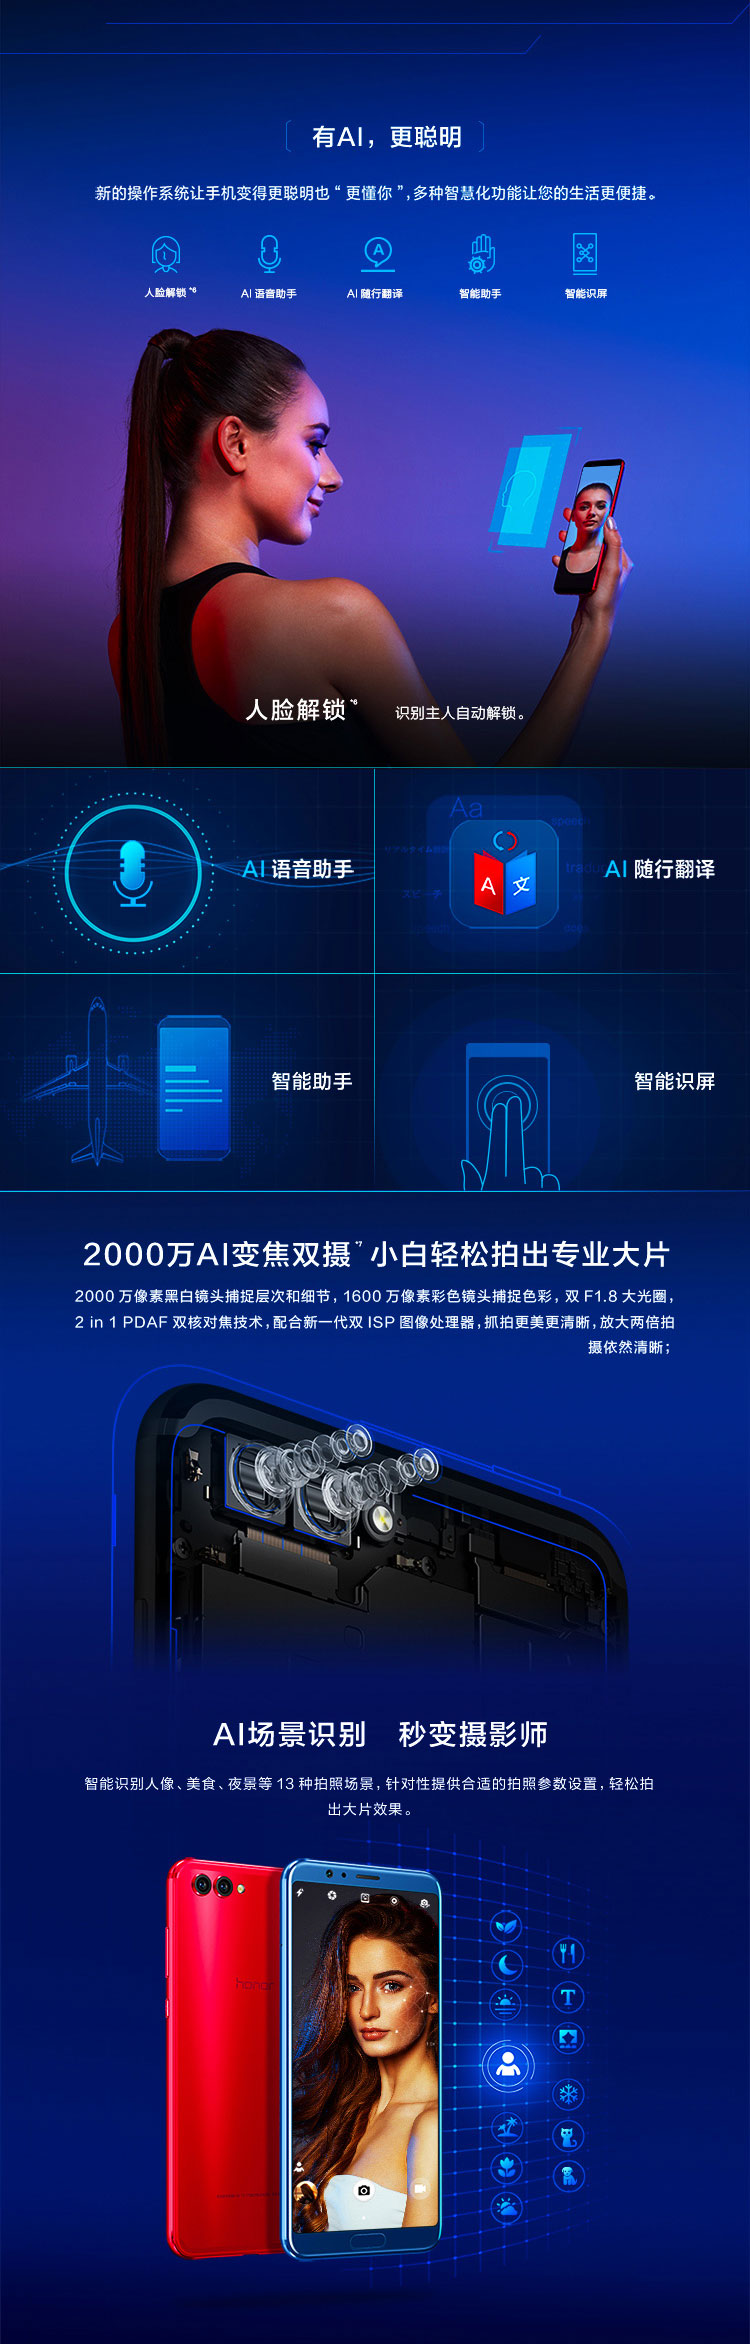 有AI，更聪明
新的操作系统让手机变得更聪明也“更懂你”，多种智慧化功能让您的生活更便捷。
人脸解锁*6
AI 语音助手
AI 随行翻译
智能助手
智能识屏
人脸解锁*6
识别主人自动解锁。
AI 语音助手
Aa
speech
A 文
AI 随行翻译
スピーチ
智能助手
智能识屏
2000万AI变焦双摄*7 小白轻松拍出专业大片
2000 万像素黑白镜头捕捉层次和细节，1600 万像素彩色镜头捕捉色彩，双 F1.8 大光圈，
2 in 1 PDAF 双核对焦技术，配合新一代双 ISP 图像处理器，抓拍更美更清晰，放大两倍拍
摄依然清晰；
AI场景识别 秒变摄影师
智能识别人像、美食、夜景等 13 种拍照场景，针对性提供合适的拍照参数设置，轻松拍
出大片效果。
honor
T